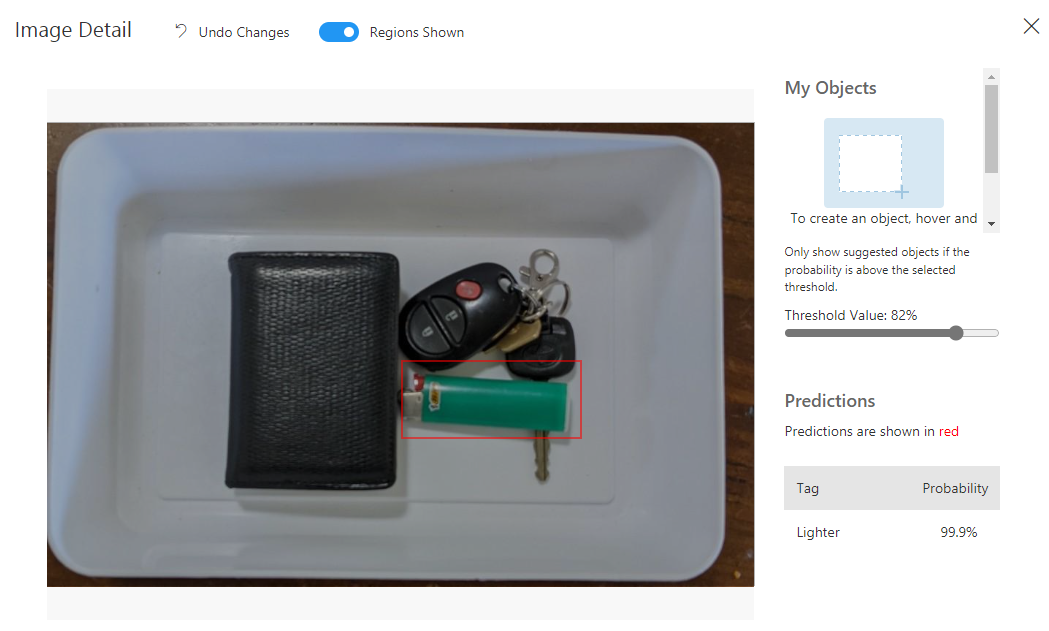 Image Detail
Undo Changes
Regions Shown
My Objects
To create an object, hover and
Only show suggested objects if the
probability is above the selected
threshold.
Threshold Value: 82%
Predictions
Predictions are shown in red
Tag Probability
Lighter 99.9%